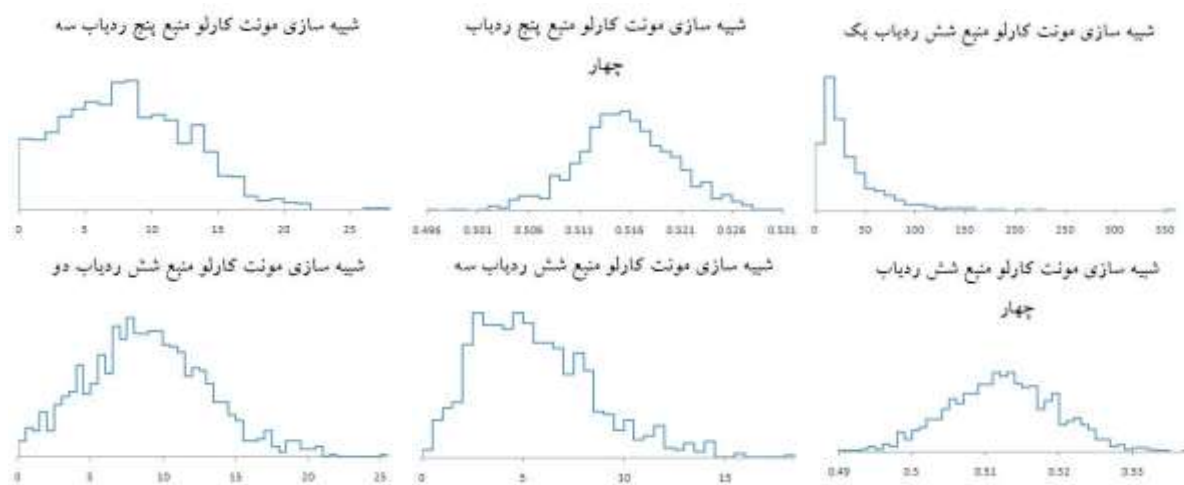 شبیه سازی مونت کارلو منبع پنج ردیاب سه
0 5 10 15 20 25
شبیه سازی مونت کارلو منبع پنج ردیاب
چهار
0.496 0.501 0.506 0.511 0.516 0.521 0.526 0.531
شبیه سازی مونت کارلو منبع شش ردیاب یک
0 50 100 150 200 250 300 350
شبیه سازی مونت کارلو منبع شش ردیاب دو
0 5 10 15 20 25
شبیه سازی مونت کارلو منبع شش ردیاب سه
0 5 10 15
شبیه سازی مونت کارلو منبع شش ردیاب
چهار
0.49 0.5 0.51 0.52 0.53